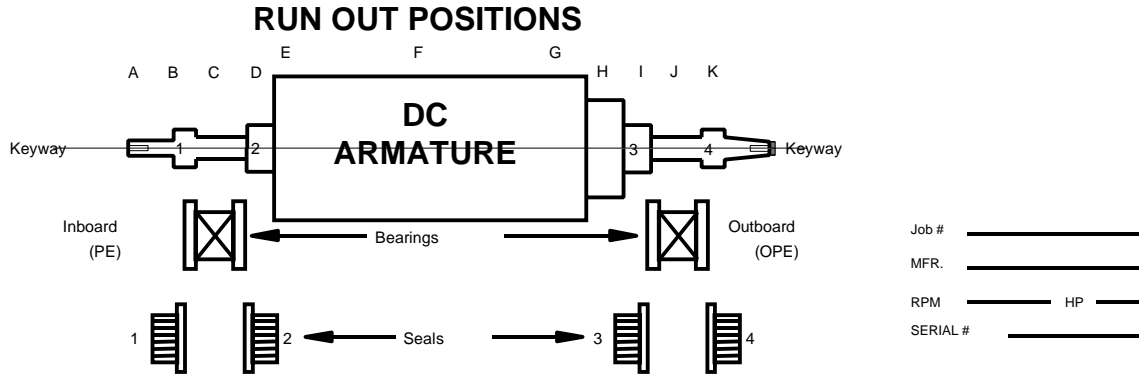 RUN OUT POSITIONS
E F G
A B C D H I J K
DC
ARMATURE
Keyway 1 2 3 4 Keyway
Inboard
(PE)
Bearings
Outboard
(OPE)
Job #
MFR.
RPM HP
SERIAL #
1 2 Seals 3 4